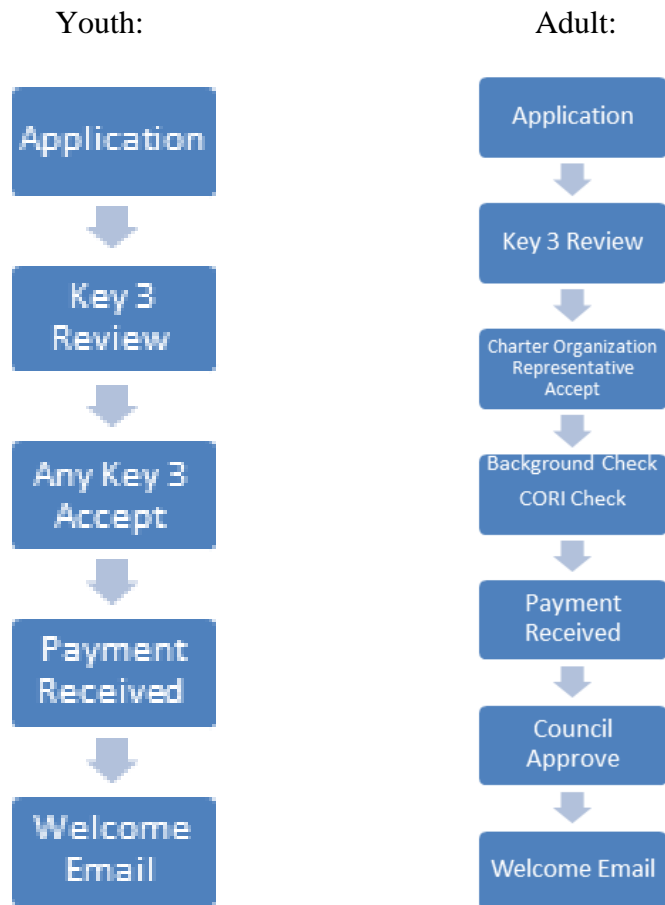 Youth:
Application
Key 3
Review
Any Key 3
Accept
Payment
Received
Welcome
Email
Adult:
Application
Key 3 Review
Charter Organization
Representative
Accept
Background Check
CORI Check
Payment
Received
Council
Approve
Welcome Email